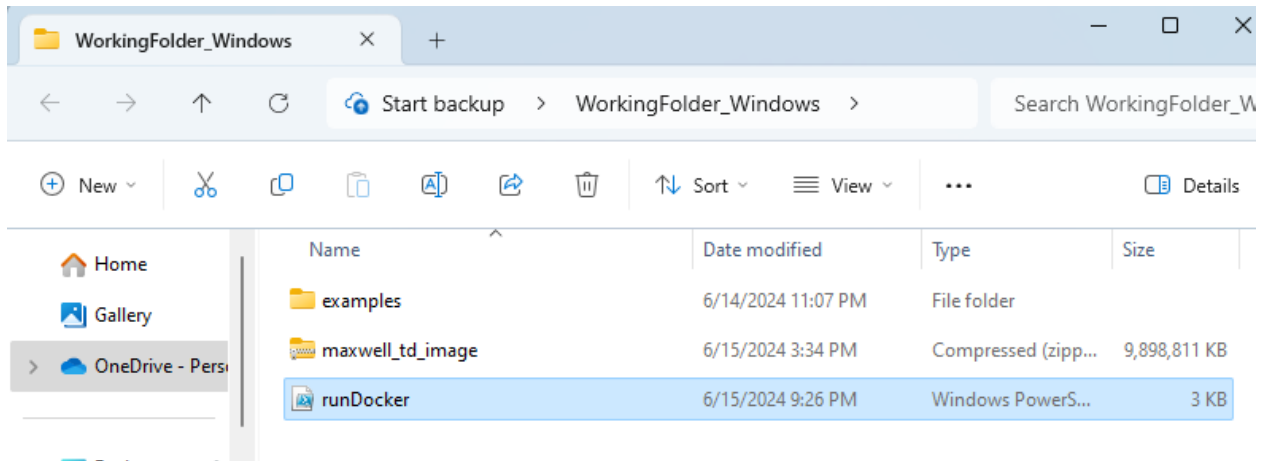 WorkingFolder_Windows
Start backup > WorkingFolder_Windows > Search WorkingFolder_W
New Sort View ... Details
Name Date modified Type Size
Home
Gallery
OneDrive - Pers
examples 6/14/2024 11:07 PM File folder
maxwell_td_image 6/15/2024 3:34 PM Compressed (zipp... 9,898,811 KB
runDocker 6/15/2024 9:26 PM Windows PowerS... 3 KB